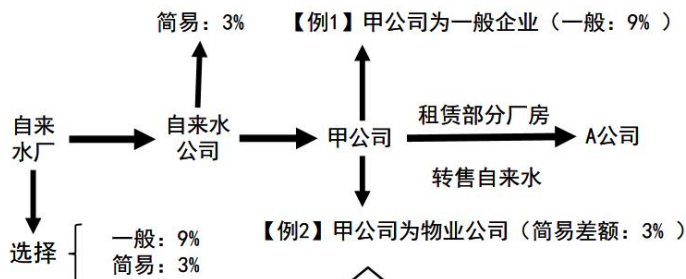 简易：3% 【例1】甲公司为一般企业（一般：9% ）
自来
水厂
自来水
公司
甲公司
租赁部分厂房
转售自来水
A公司
【例2】甲公司为物业公司（简易差额：3% ）
选择
一般：9%
简易：3%